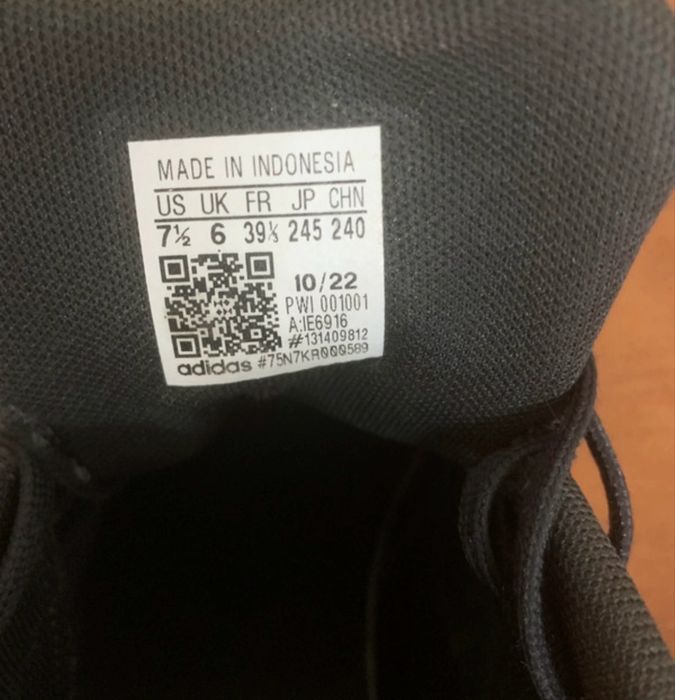 MADE IN INDONESIA
US UK FR JP CHN
7½ 6 39⅓ 245 240
10/22
PWI 001001
A:IE6916
#131409812
adidas #75N7KR000589